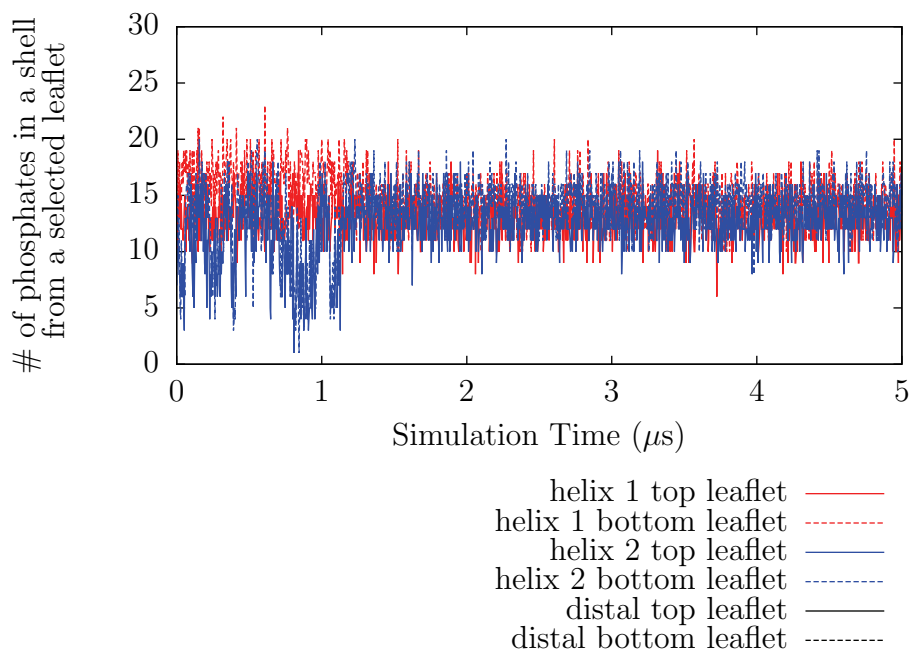 # of phosphates in a shell
from a selected leaflet
30
25
20
15
10
5
0
0 1 2 3 4 5
Simulation Time (μs)
helix 1 top leaflet
helix 1 bottom leaflet
helix 2 top leaflet
helix 2 bottom leaflet
distal top leaflet
distal bottom leaflet